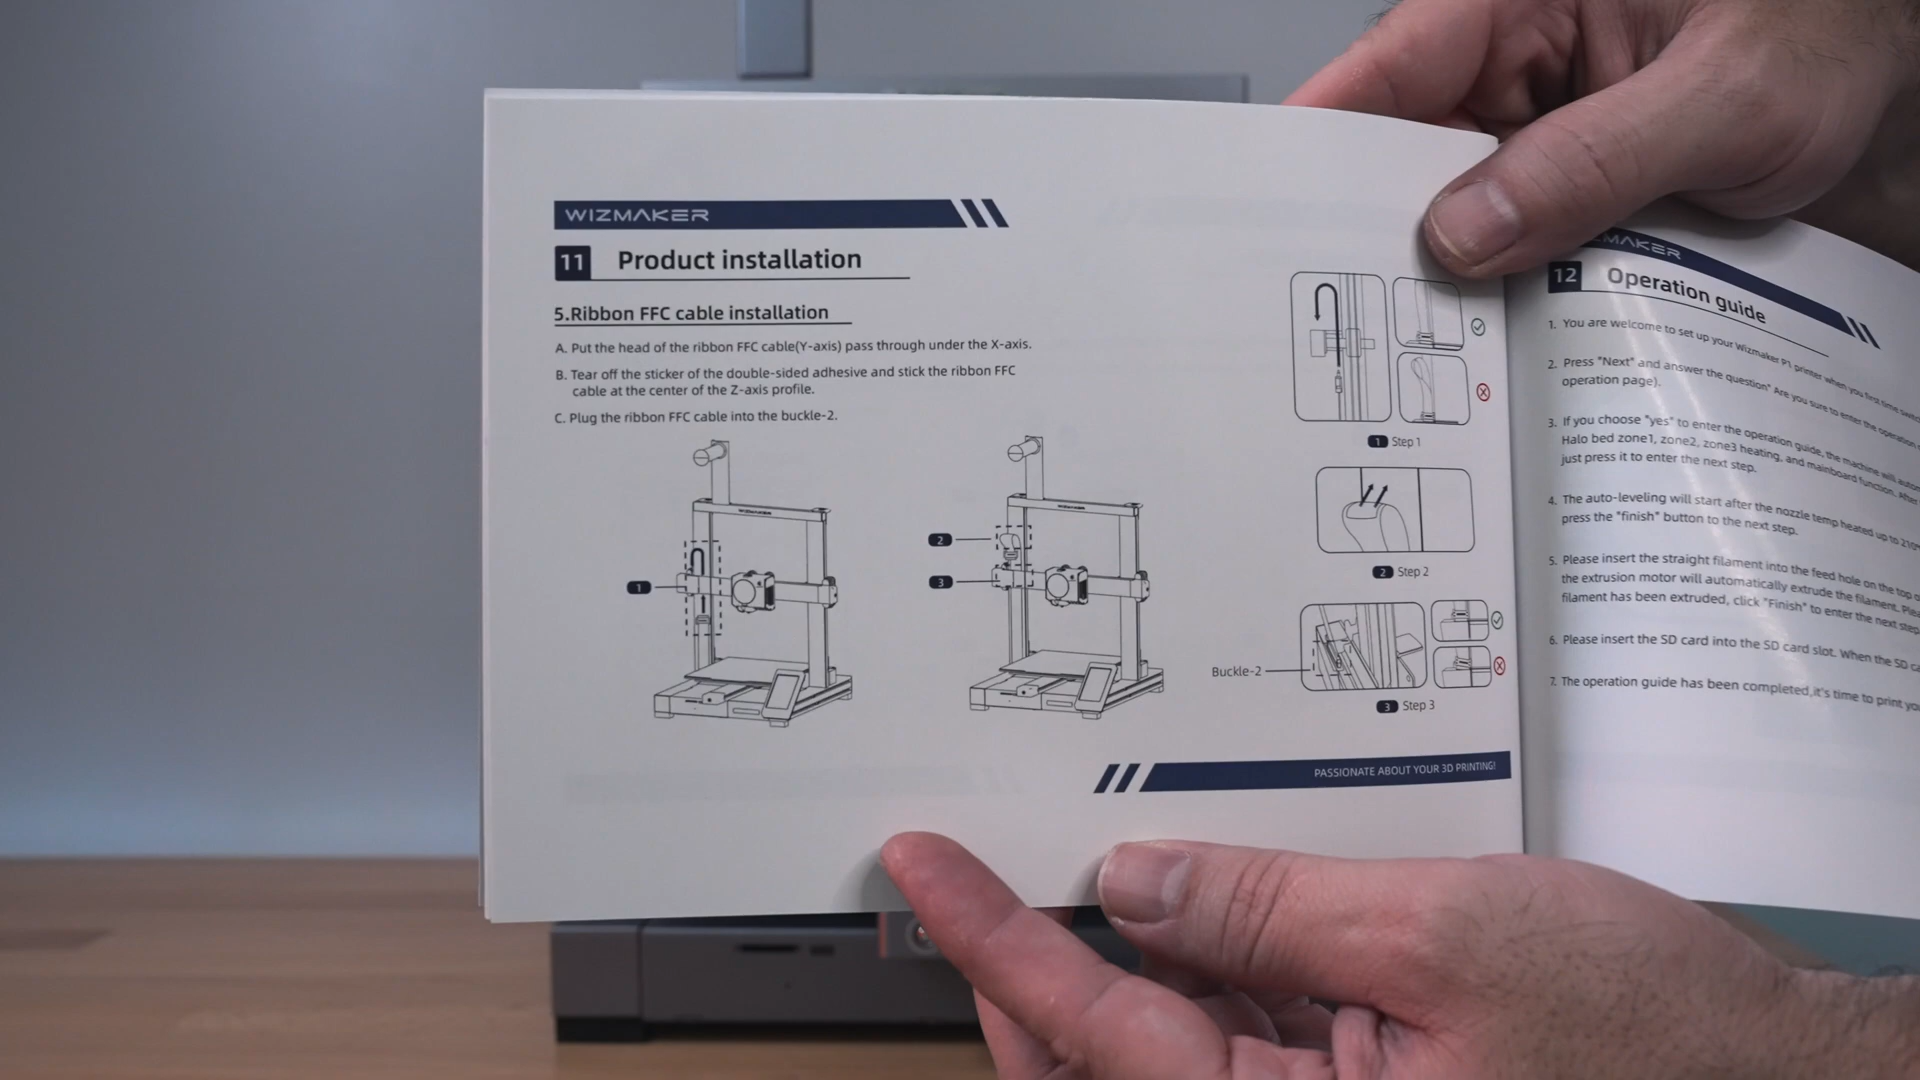 WIZMAKER
11 Product installation
5.Ribbon FFC cable installation
A. Put the head of the ribbon FFC cable(Y-axis) pass through under the X-axis.
B. Tear off the sticker of the double-sided adhesive and stick the ribbon FFC
cable at the center of the Z-axis profile.
C. Plug the ribbon FFC cable into the buckle-2.
WIZMAKER
1
WIZMAKER
2
3
1 Step 1
2 Step 2
Buckle-2
3 Step 3
PASSIONATE ABOUT YOUR 3D PRINTING!
ZMAKER
12 Operation guide
1. You are welcome to set up your Wizmaker P1 printer when you first time
2. Press "Next" and answer the question" Are you sure to enter the operation
operation page).
3. If you choose "yes" to enter the operation guide, the machine will
Halo bed zone1, zone2, zone3 heating, and mainboard function. After
just press it to enter the next step.
4. The auto-leveling will start after the nozzle temp heated up to 210
press the "finish" button to the next step.
5. Please insert the straight filament into the feed hole on the top
the extrusion motor will automatically extrude the filament.
filament has been extruded, click "Finish" to enter the next step
6. Please insert the SD card into the SD card slot. When the SD
7. The operation guide has been completed,it's time to print